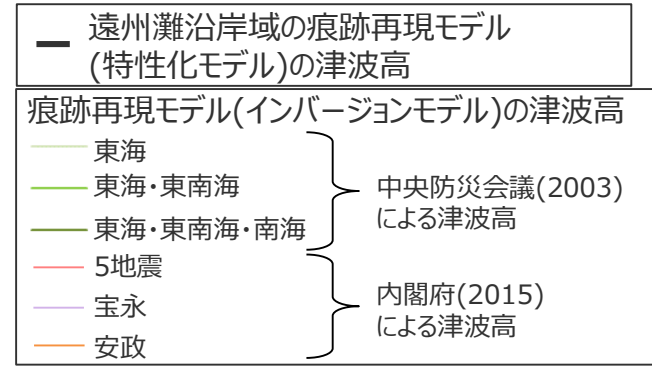 遠州灘沿岸域の痕跡再現モデル
(特性化モデル)の津波高
痕跡再現モデル(インバージョンモデル)の津波高
東海
東海・東南海
東海・東南海・南海
中央防災会議(2003)
による津波高
5地震
宝永
安政
内閣府(2015)
による津波高